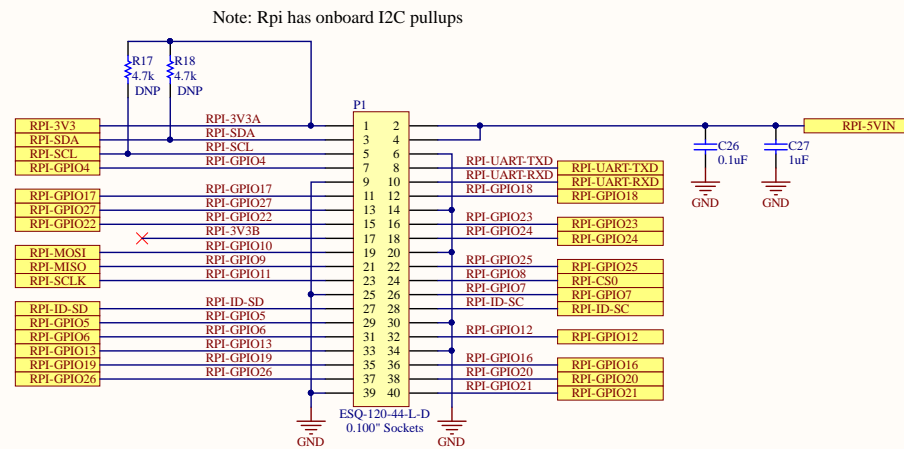 Note: Rpi has onboard I2C pullups
R17
4.7k
DNP
R18
4.7k
DNP
P1
RPI-3V3
RPI-SDA
RPI-SCL
RPI-GPIO4
RPI-GPIO17
RPI-GPIO27
RPI-GPIO22
RPI-MOSI
RPI-MISO
RPI-SCLK
RPI-ID-SD
RPI-GPIO5
RPI-GPIO6
RPI-GPIO13
RPI-GPIO19
RPI-GPIO26
RPI-3V3A
RPI-SDA
RPI-SCL
RPI-GPIO4
RPI-GPIO17
RPI-GPIO27
RPI-GPIO22
RPI-3V3B
RPI-GPIO10
RPI-GPIO9
RPI-GPIO11
RPI-ID-SD
RPI-GPIO5
RPI-GPIO6
RPI-GPIO13
RPI-GPIO19
RPI-GPIO26
1 2
3 4
5 6
7 8
9 10
11 12
13 14
15 16
17 18
19 20
21 22
23 24
25 26
27 28
29 30
31 32
33 34
35 36
37 38
39 40
ESQ-120-44-L-D
0.100" Sockets
GND
GND
RPI-UART-TXD
RPI-UART-RXD
RPI-GPIO18
RPI-GPIO23
RPI-GPIO24
RPI-GPIO25
RPI-GPIO8
RPI-GPIO7
RPI-ID-SC
RPI-GPIO12
RPI-GPIO16
RPI-GPIO20
RPI-GPIO21
RPI-UART-TXD
RPI-UART-RXD
RPI-GPIO18
RPI-GPIO23
RPI-GPIO24
RPI-GPIO25
RPI-CS0
RPI-GPIO7
RPI-ID-SC
RPI-GPIO12
RPI-GPIO16
RPI-GPIO20
RPI-GPIO21
RPI-5VIN
C26
0.1uF
GND
C27
1uF
GND